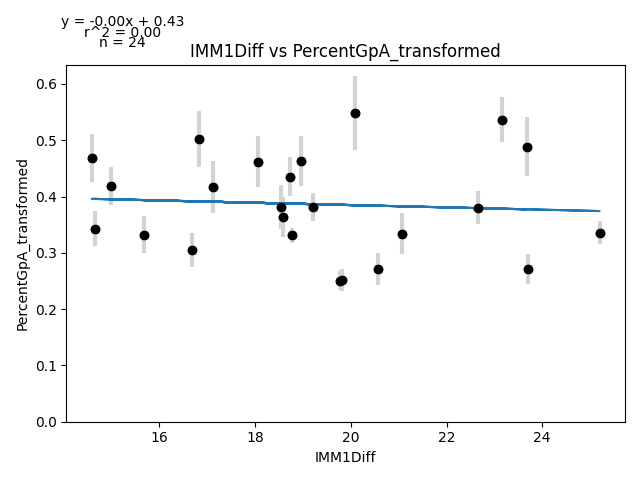 y = -0.00x + 0.43
r^2 = 0.00
n = 24
IMM1Diff vs PercentGpA_transformed
0.6
0.5
0.4
0.3
0.2
0.1
0.0
PercentGpA_transformed
16 18 20 22 24
IMM1Diff